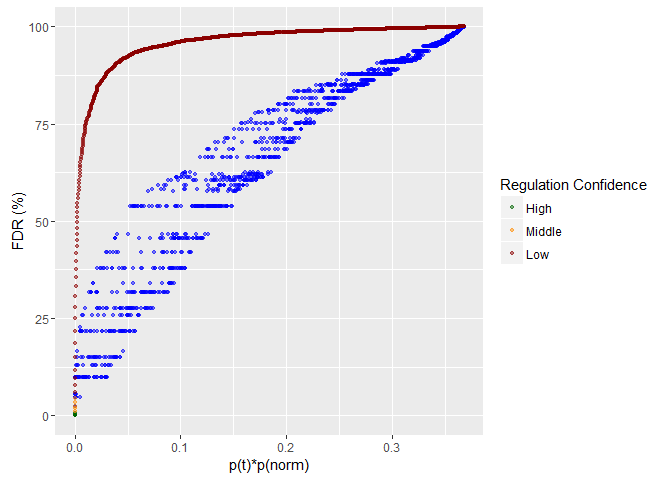 100
75
50
25
0
FDR (%)
0.0
0.1
0.2
0.3
p(t)*p(norm)
Regulation Confidence
High
Middle
Low